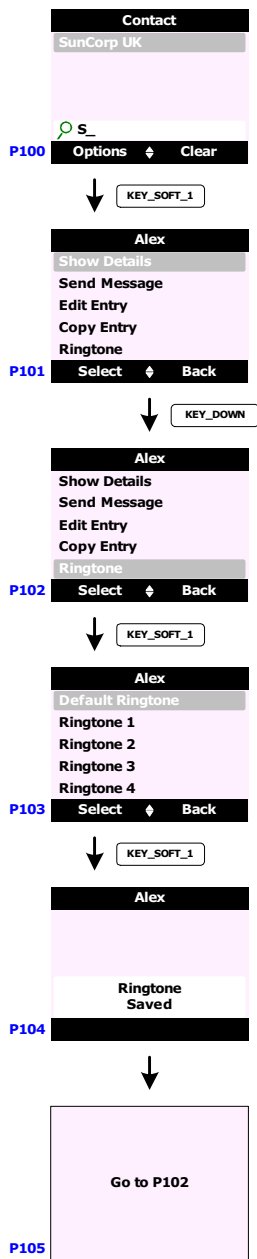 Contact
SunCorp UK
S_
P100 Options Clear
KEY_SOFT_1
Alex
Show Details
Send Message
Edit Entry
Copy Entry
Ringtone
P101 Select Back
KEY_DOWN
Alex
Show Details
Send Message
Edit Entry
Copy Entry
Ringtone
P102 Select Back
KEY_SOFT_1
Alex
Default Ringtone
Ringtone 1
Ringtone 2
Ringtone 3
Ringtone 4
P103 Select Back
KEY_SOFT_1
Alex
Ringtone
Saved
P104
Go to P102
P105